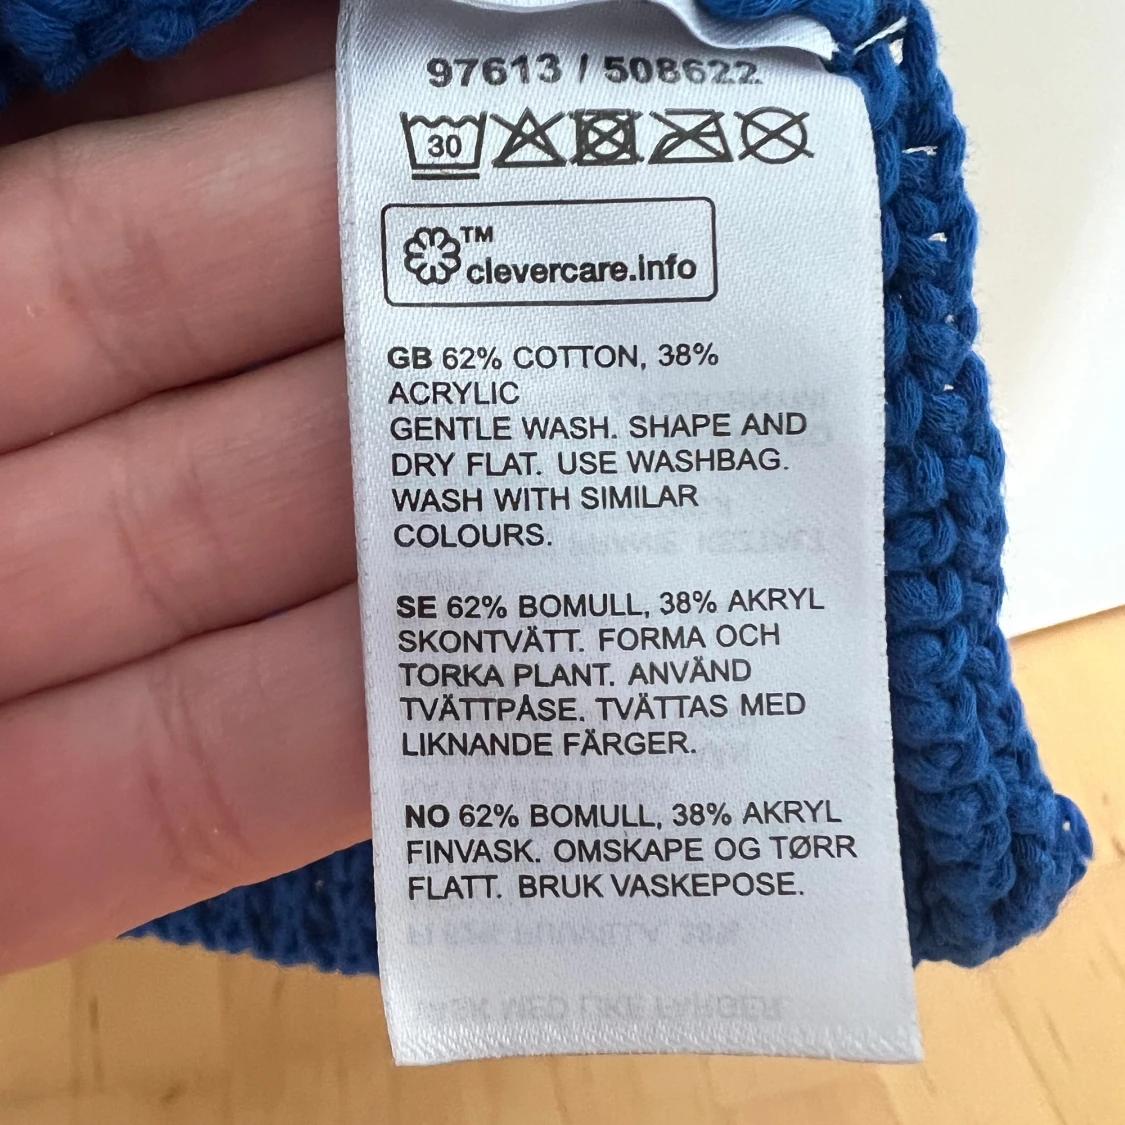 97613 / 508622
30
TM
clevercare.info
GB 62% COTTON, 38%
ACRYLIC
GENTLE WASH. SHAPE AND
DRY FLAT. USE WASHBAG.
WASH WITH SIMILAR
COLOURS.
SE 62% BOMULL, 38% AKRYL
SKONTVÄTT. FORMA OCH
TORKA PLANT. ANVÄND
TVÄTTPÅSE. TVÄTTAS MED
LIKNANDE FÄRGER.
NO 62% BOMULL, 38% AKRYL
FINVASK. OMSKAPE OG TØRR
FLATT. BRUK VASKEPOSE.